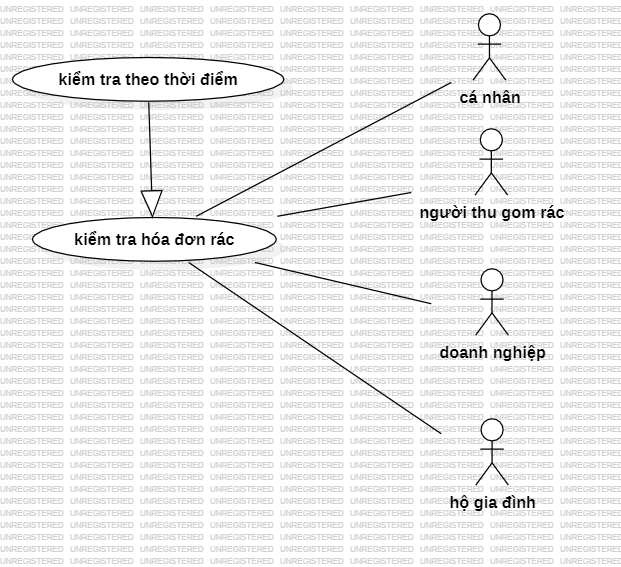 cá nhân
kiểm tra theo thời điểm
người thu gom rác
kiểm tra hóa đơn rác
doanh nghiệp
hộ gia đình
UNREGISTERED